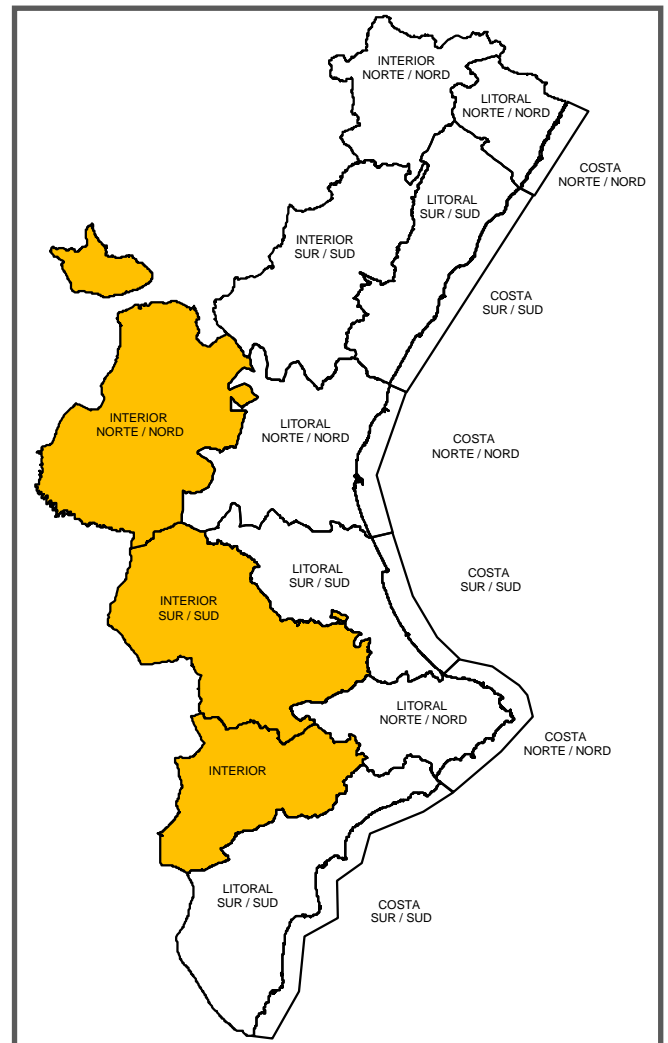 INTERIOR
NORTE / NORD
LITORAL
NORTE / NORD
COSTA
NORTE / NORD
LITORAL
SUR / SUD
INTERIOR
SUR / SUD
COSTA
SUR / SUD
INTERIOR
NORTE / NORD
LITORAL
NORTE / NORD
COSTA
NORTE / NORD
LITORAL
SUR / SUD
COSTA
SUR / SUD
INTERIOR
SUR / SUD
LITORAL
NORTE / NORD
COSTA
NORTE / NORD
INTERIOR
LITORAL
SUR / SUD
COSTA
SUR / SUD